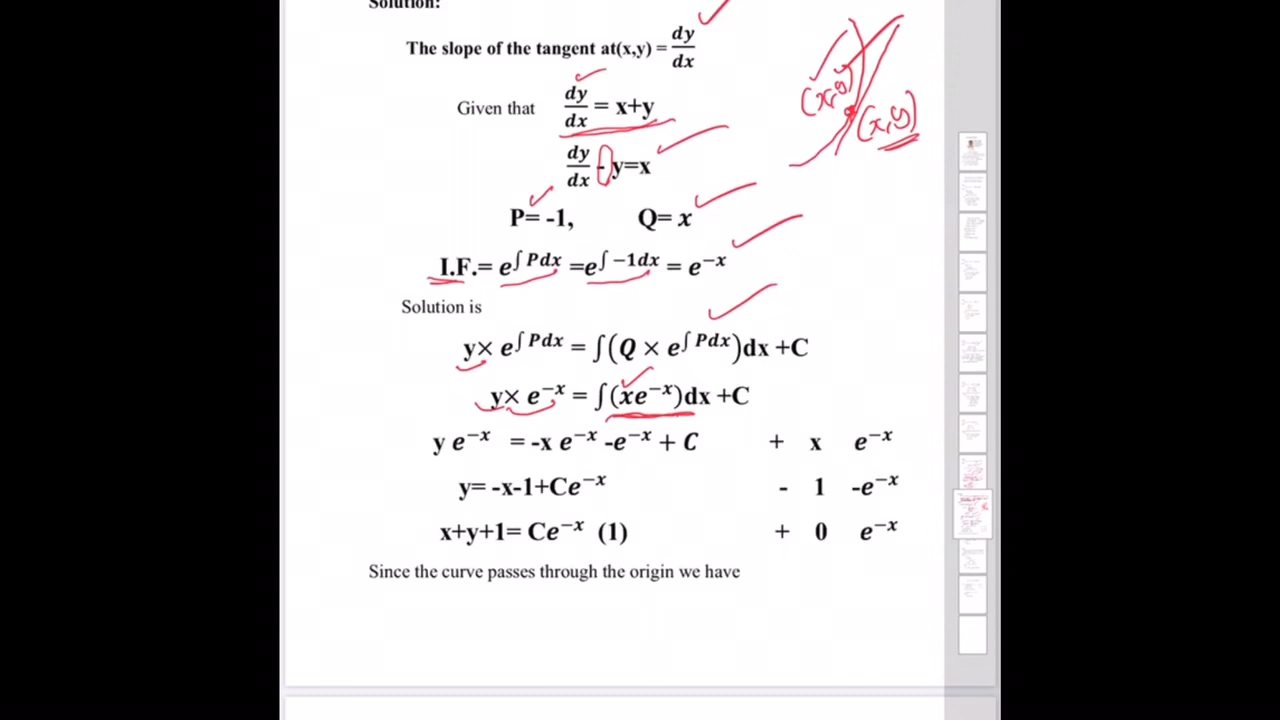 Solution:
The slope of the tangent at(x,y) = dy/dx
Given that dy/dx = x+y
dy/dx - y=x
P= -1, Q= x
I.F.= e^∫Pdx =e^∫−1dx = e^−x
Solution is
y× e^∫Pdx = ∫(Q × e^∫Pdx)dx +C
y× e^−x = ∫(xe^−x)dx +C
y e^−x = -x e^−x -e^−x + C + x e^−x
y= -x-1+Ce^−x - 1 -e^−x
x+y+1= Ce^−x (1) + 0 e^−x
Since the curve passes through the origin we have
(x,y)
(x,y)